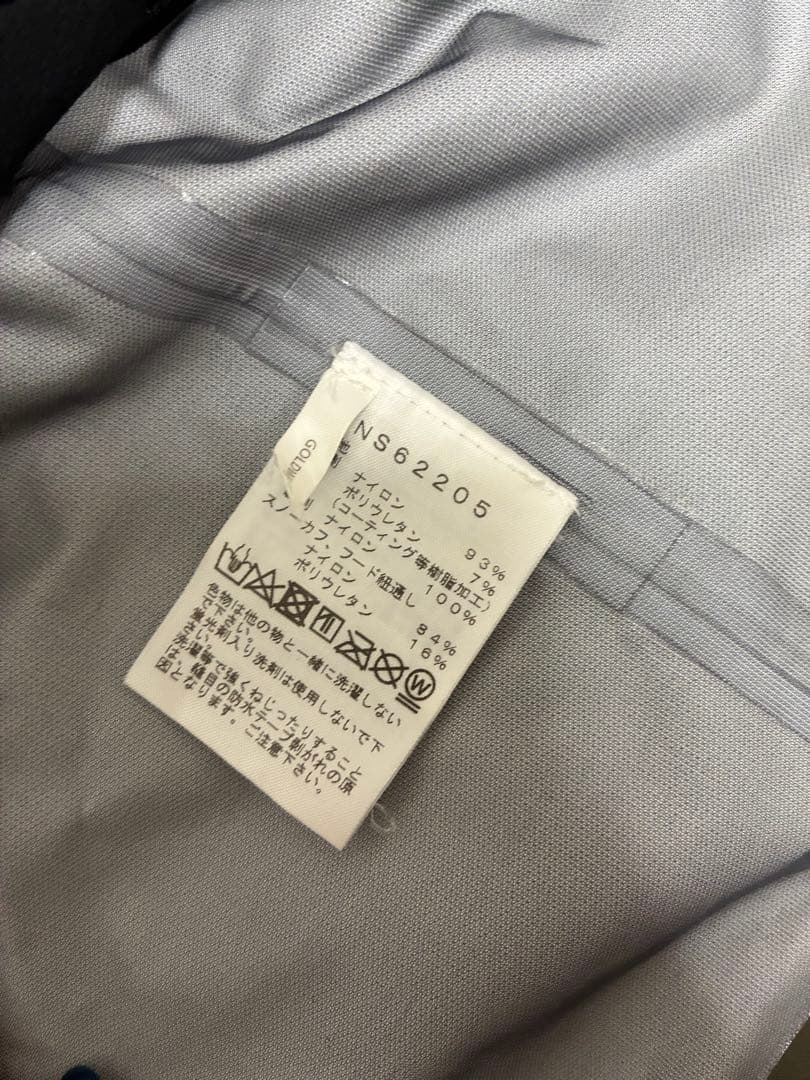 GOLDW
NS62205
地
ナイロン 93%
ポリウレタン 7%
(コーティング等樹脂加工)
ナイロン 100%
スノーカフ フード紐通し
ナイロン 84%
ポリウレタン 16%
W
色物は他の物と一緒に洗濯しない
で下さい。
蛍光剤入り洗剤は使用しないで下
さい。
洗濯等で強くねじったりすること
は、縫目の防水テープ剥がれの原
因となります。ご注意下さい。